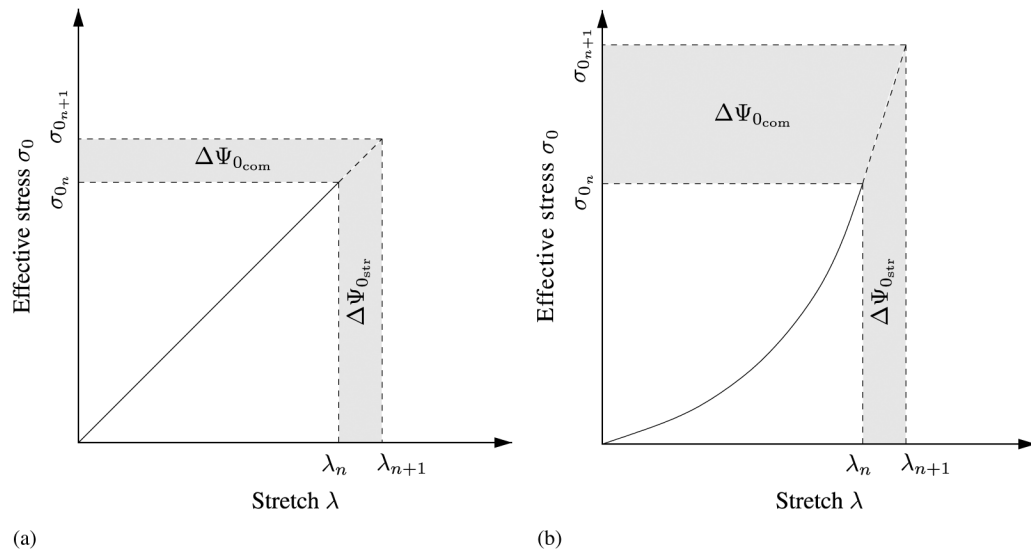 Effective stress σ₀
σ₀ₙ₊₁
σ₀ₙ
ΔΨ₀com
ΔΨ₀str
λₙ
λₙ₊₁
Stretch λ
(a)
Effective stress σ₀
σ₀ₙ₊₁
σ₀ₙ
ΔΨ₀com
ΔΨ₀str
λₙ
λₙ₊₁
Stretch λ
(b)